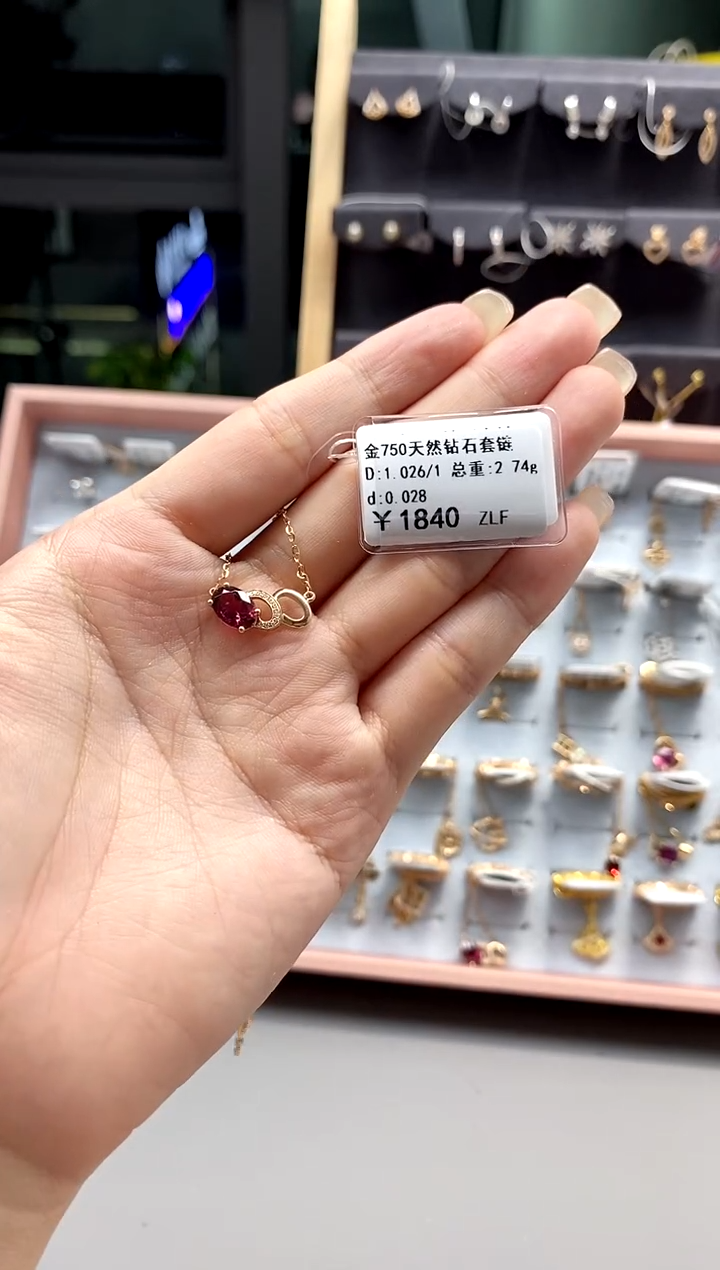 金750天然钻石套链
D:1.026/1 总重:2 74g
d:0.028
￥1840 ZLF